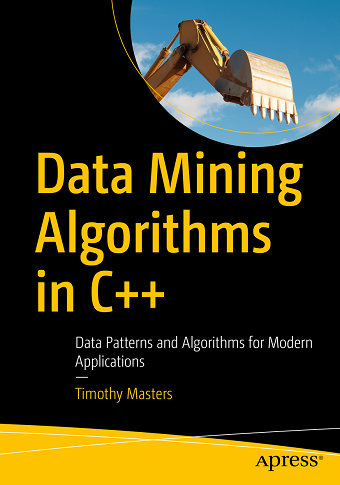 Data Mining
Algorithms
in C++
Data Patterns and Algorithms for Modern
Applications
—
Timothy Masters
Apress®